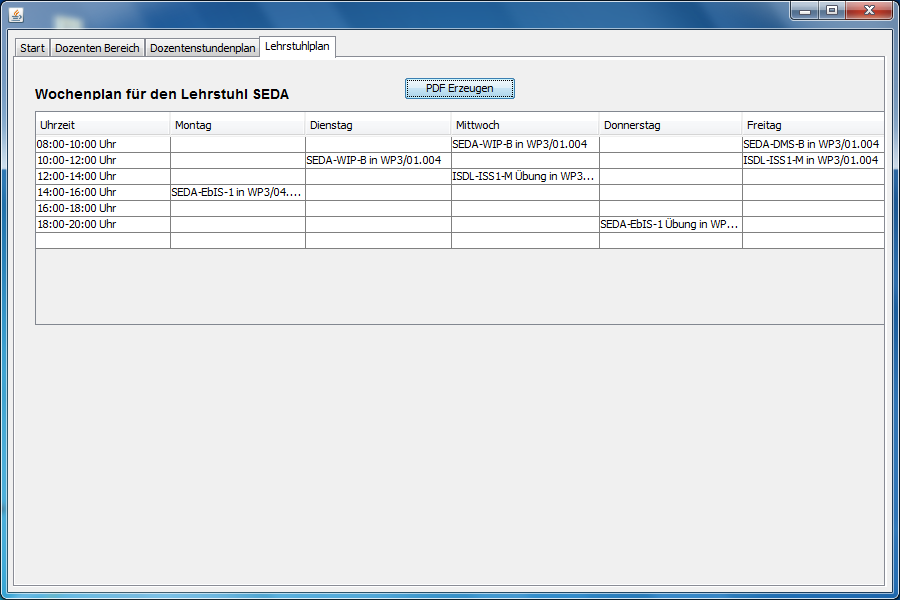 Start Dozenten Bereich Dozentenstundenplan Lehrstuhlplan
Wochenplan für den Lehrstuhl SEDA PDF Erzeugen
Uhrzeit Montag Dienstag Mittwoch Donnerstag Freitag
08:00-10:00 Uhr SEDA-WIP-B in WP3/01.004 SEDA-DMS-B in WP3/01.004
10:00-12:00 Uhr SEDA-WIP-B in WP3/01.004 ISDL-ISS1-M in WP3/01.004
12:00-14:00 Uhr ISDL-ISS1-M Übung in WP3...
14:00-16:00 Uhr SEDA-EbIS-1 in WP3/04....
16:00-18:00 Uhr
18:00-20:00 Uhr SEDA-EbIS-1 Übung in WP...